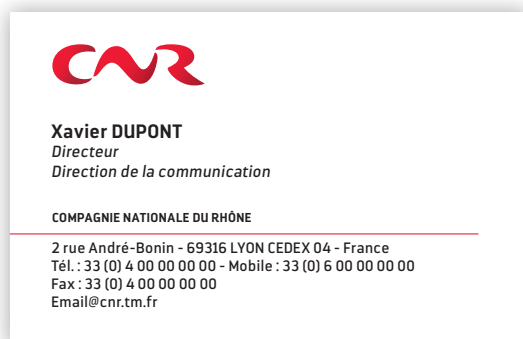 CNR
Xavier DUPONT
Directeur
Direction de la communication
COMPAGNIE NATIONALE DU RHÔNE
2 rue André-Bonin - 69316 LYON CEDEX 04 - France
Tél. : 33 (0) 4 00 00 00 00 - Mobile : 33 (0) 6 00 00 00 00
Fax : 33 (0) 4 00 00 00 00
Email@cnr.tm.fr